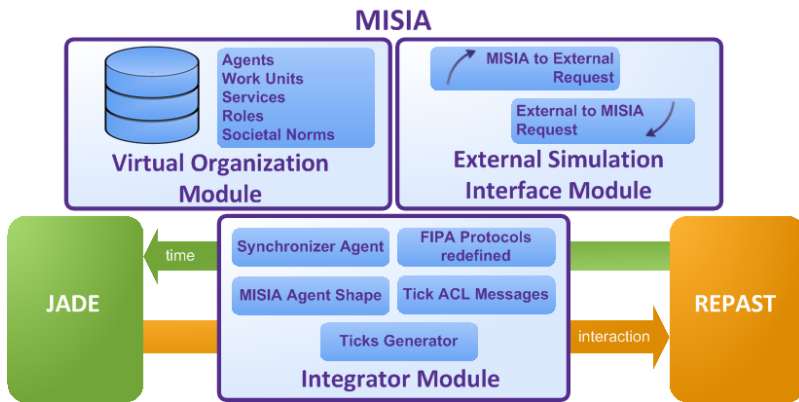 MISIA
Agents
Work Units
Services
Roles
Societal Norms
Virtual Organization
Module
MISIA to External
Request
External to MISIA
Request
External Simulation
Interface Module
JADE
time
Synchronizer Agent
FIPA Protocols
redefined
MISIA Agent Shape
Tick ACL Messages
Ticks Generator
Integrator Module
interaction
REPAST